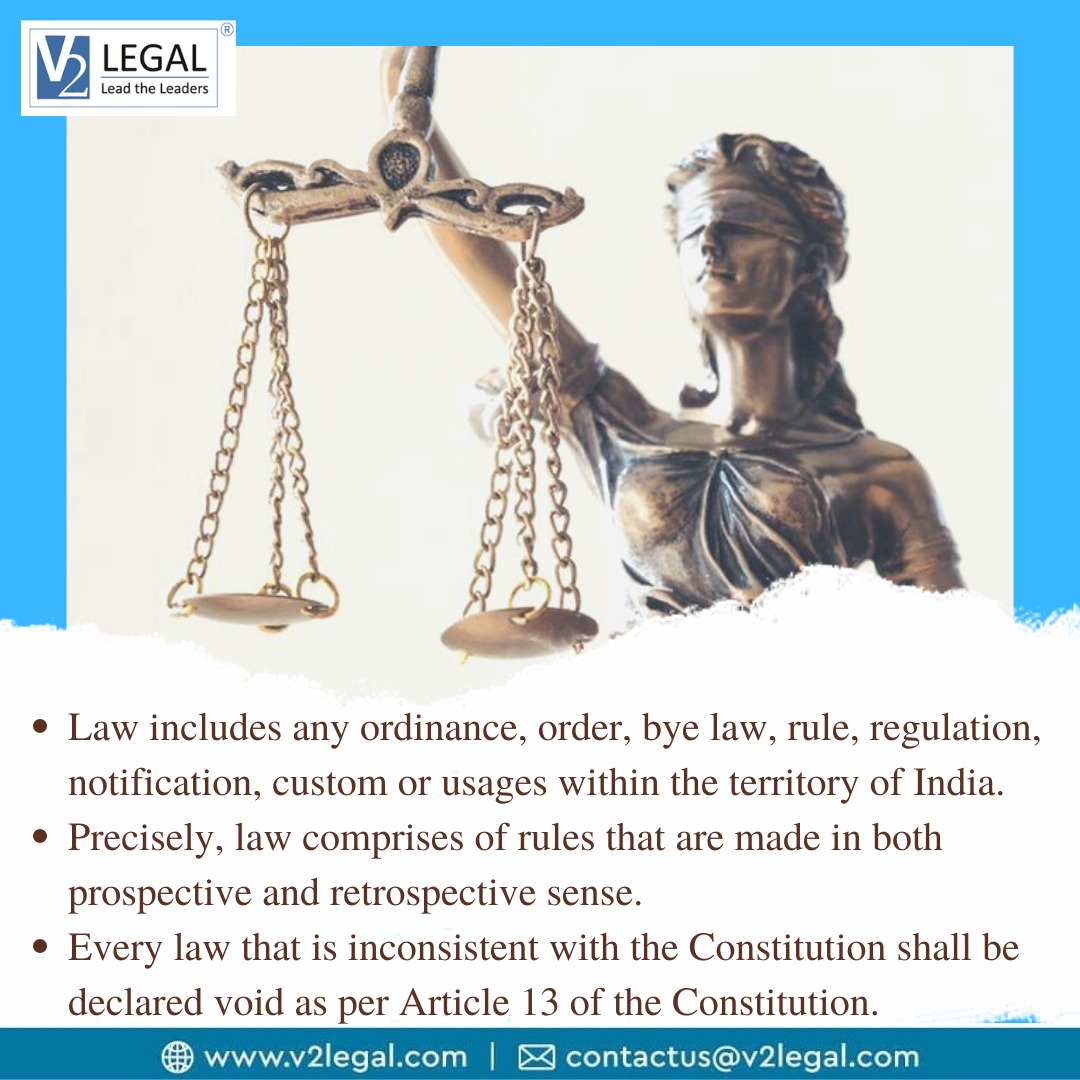 V2 LEGAL ®
Lead the Leaders
• Law includes any ordinance, order, bye law, rule, regulation,
notification, custom or usages within the territory of India.
• Precisely, law comprises of rules that are made in both
prospective and retrospective sense.
• Every law that is inconsistent with the Constitution shall be
declared void as per Article 13 of the Constitution.
www.v2legal.com | contactus@v2legal.com